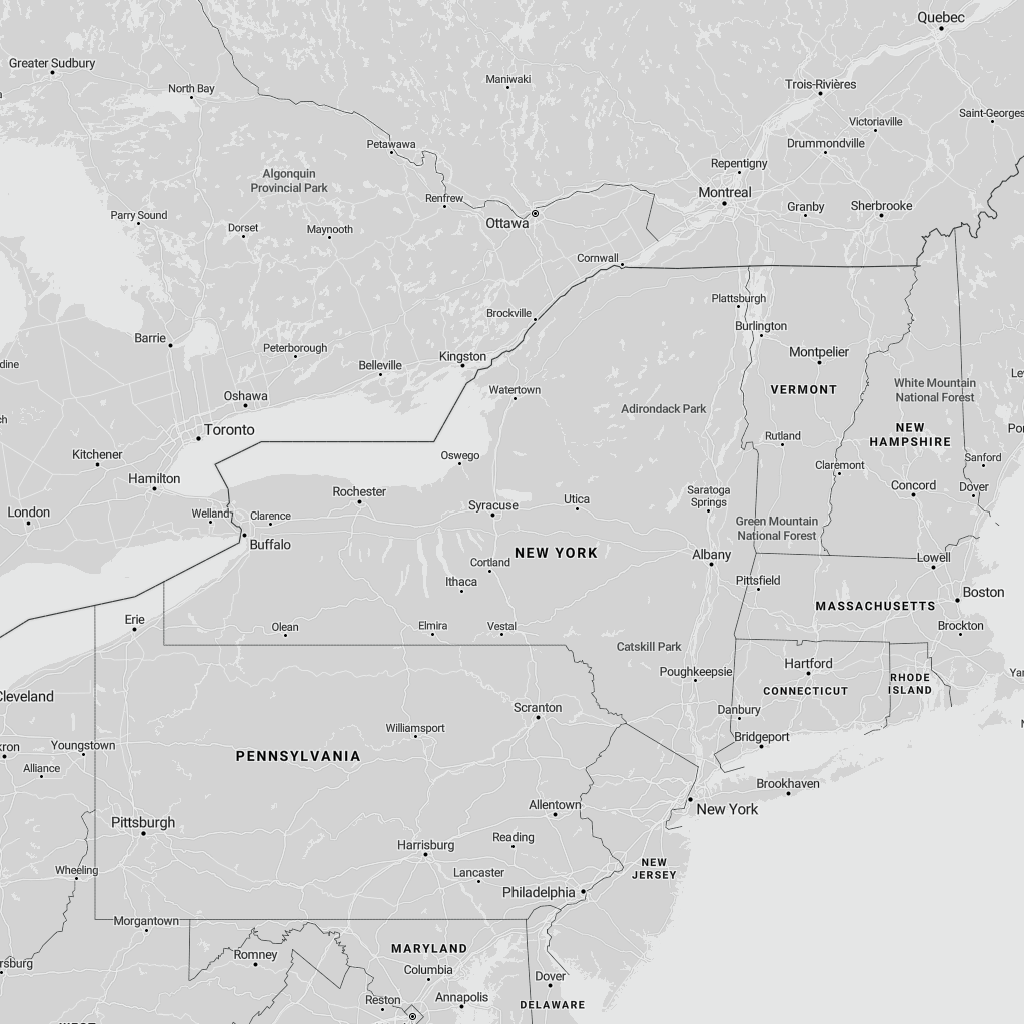 Quebec
Greater Sudbury
North Bay
Maniwaki
Trois-Rivières
Saint-Georges
Victoriaville
Drummondville
Petawawa
Repentigny
Algonquin
Provincial Park
Renfrew
Montreal
Granby
Sherbrooke
Parry Sound
Dorset
Maynooth
Ottawa
Cornwall
Plattsburgh
Brockville
Burlington
Barrie
Peterborough
Belleville
Kingston
Montpelier
dine
VERMONT
White Mountain
National Forest
Watertown
Oshawa
Adirondack Park
Toronto
NEW
HAMPSHIRE
Rutland
Kitchener
Oswego
Claremont
Sanford
Hamilton
Rochester
Utica
Saratoga
Springs
Concord
Dover
London
Welland
Clarence
Syracuse
Green Mountain
National Forest
Buffalo
NEW YORK
Albany
Lowell
Cortland
Ithaca
Pittsfield
Boston
MASSACHUSETTS
Erie
Olean
Elmira
Vestal
Brockton
Catskill Park
Hartford
Poughkeepsie
CONNECTICUT
RHODE
ISLAND
Cleveland
Scranton
Danbury
Williamsport
Bridgeport
kron
Youngstown
PENNSYLVANIA
Alliance
Brookhaven
Allentown
New York
Pittsburgh
Reading
Harrisburg
Wheeling
Lancaster
NEW
JERSEY
Philadelphia
Morgantown
MARYLAND
Romney
rsburg
Columbia
Dover
Reston
Annapolis
DELAWARE